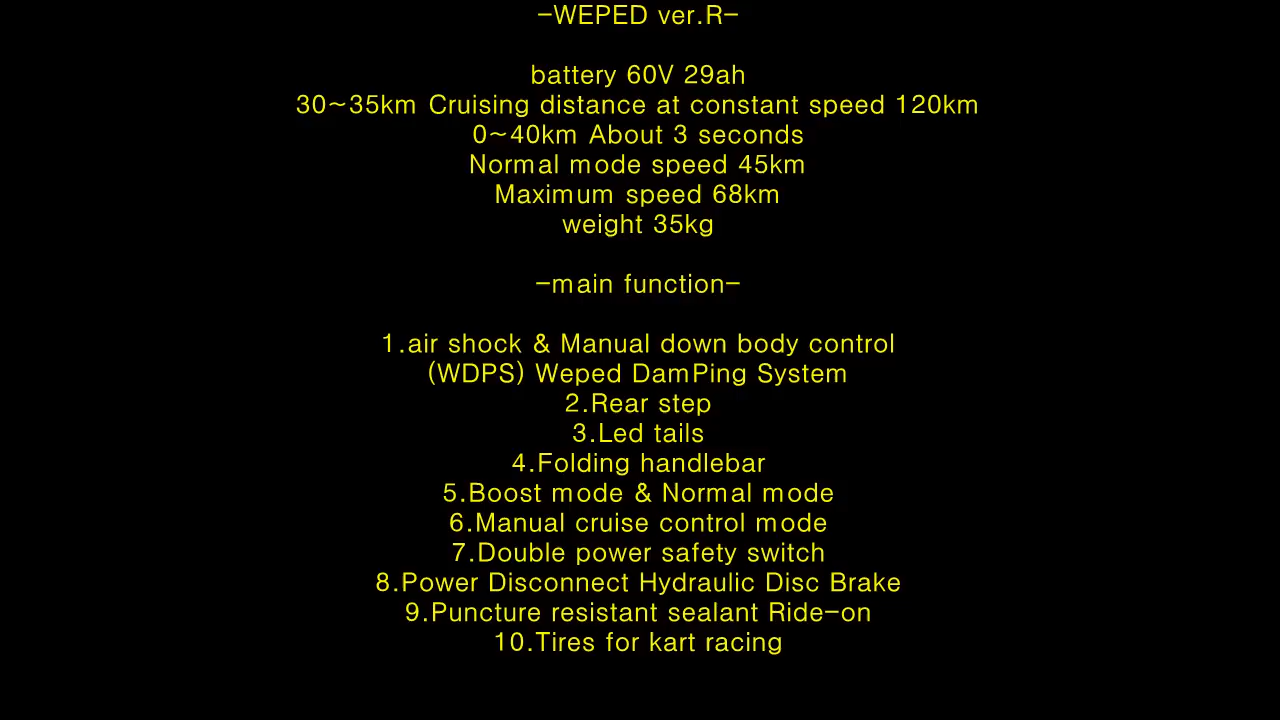 -WEPED ver.R-
battery 60V 29ah
30~35km Cruising distance at constant speed 120km
0~40km About 3 seconds
Normal mode speed 45km
Maximum speed 68km
weight 35kg
-main function-
1.air shock & Manual down body control
(WDPS) Weped DamPing System
2.Rear step
3.Led tails
4.Folding handlebar
5.Boost mode & Normal mode
6.Manual cruise control mode
7.Double power safety switch
8.Power Disconnect Hydraulic Disc Brake
9.Puncture resistant sealant Ride-on
10.Tires for kart racing